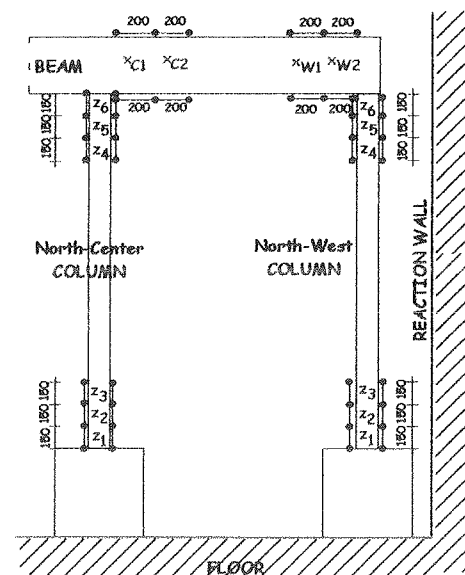 200 200 200 200
BEAM xC1 xC2 xW1 xW2
200 200 200 200
150 z6 z6 150
150 z5 z5 150
150 z4 z4 150
North-Center
COLUMN
North-West
COLUMN
REACTION WALL
150 z3 z3 150
150 z2 z2 150
150 z1 z1 150
FLOOR